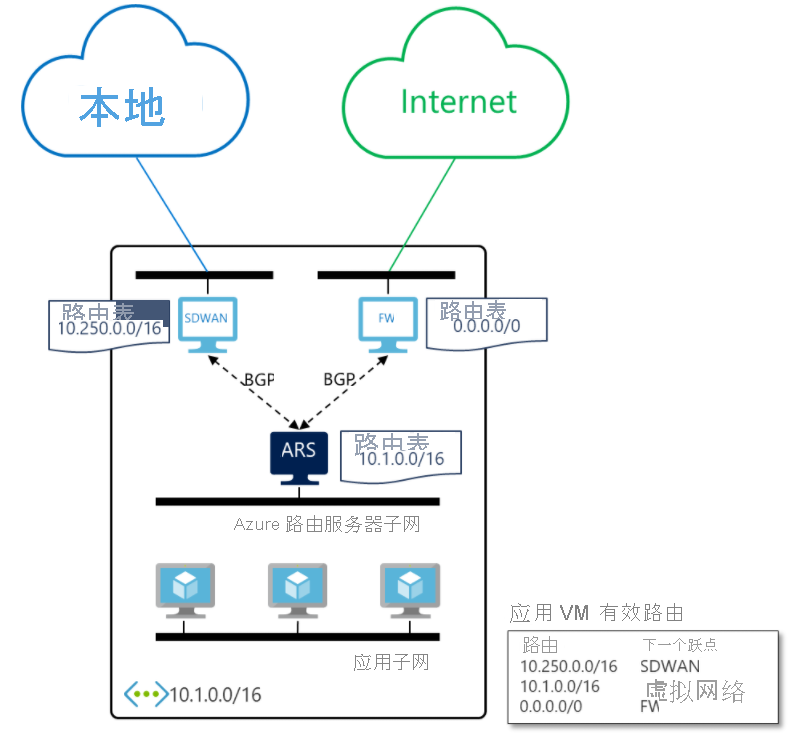 本地
Internet
路由表
10.250.0.0/16
SDWAN
FW
路由表
0.0.0.0/0
BGP
BGP
ARS
路由表
10.1.0.0/16
Azure 路由服务器子网
应用子网
10.1.0.0/16
应用 VM 有效路由
路由 下一个跃点
10.250.0.0/16 SDWAN
10.1.0.0/16 虚拟网络
0.0.0.0/0 FW